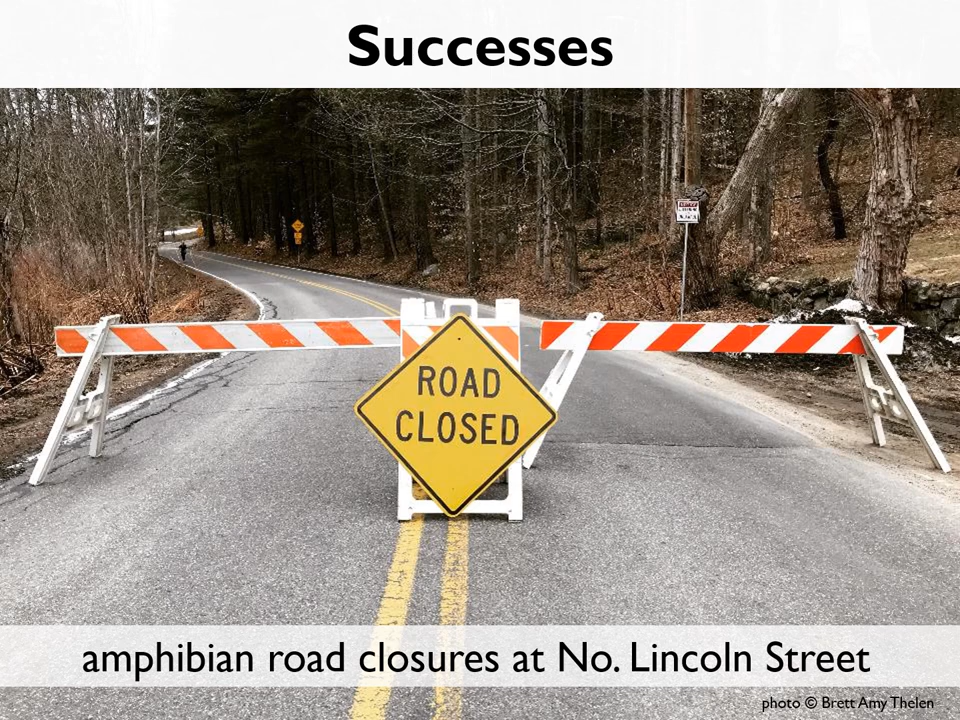 Successes
ROAD
CLOSED
amphibian road closures at No. Lincoln Street
photo © Brett Amy Thelen